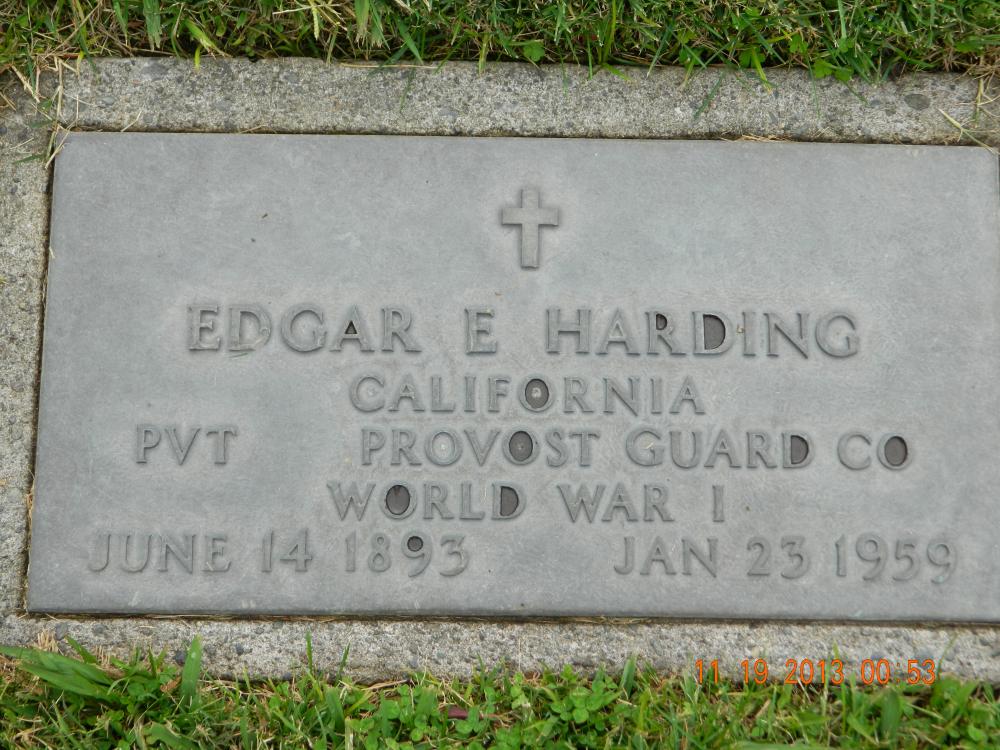 EDGAR E HARDING
CALIFORNIA
PVT PROVOST GUARD CO
WORLD WAR I
JUNE 14 1893 JAN 23 1959
11 19 2013 00:53